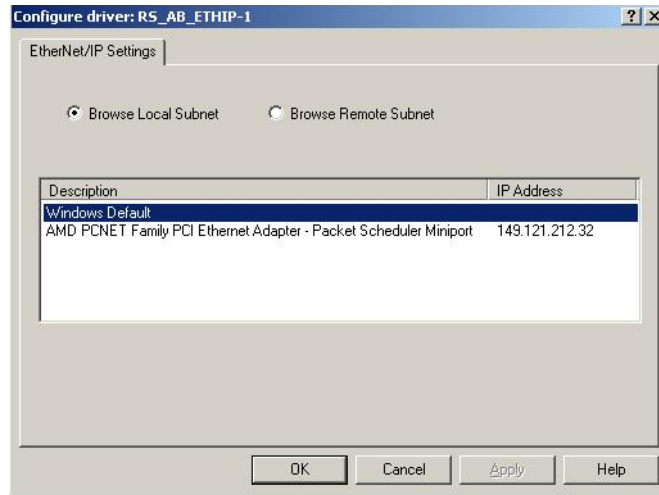 Configure driver: RS_AB_ETHIP-1
EtherNet/IP Settings
Browse Local Subnet Browse Remote Subnet
Description IP Address
Windows Default
AMD PCNET Family PCI Ethernet Adapter - Packet Scheduler Miniport 149.121.212.32
OK Cancel Apply Help